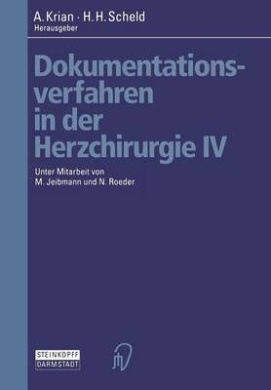 A. Krian · H. H. Scheld
Herausgeber
Dokumentations-
verfahren
in der
Herzchirurgie IV
Unter Mitarbeit von
M. Jeibmann und N. Roeder
STEINKOPFF
DARMSTADT